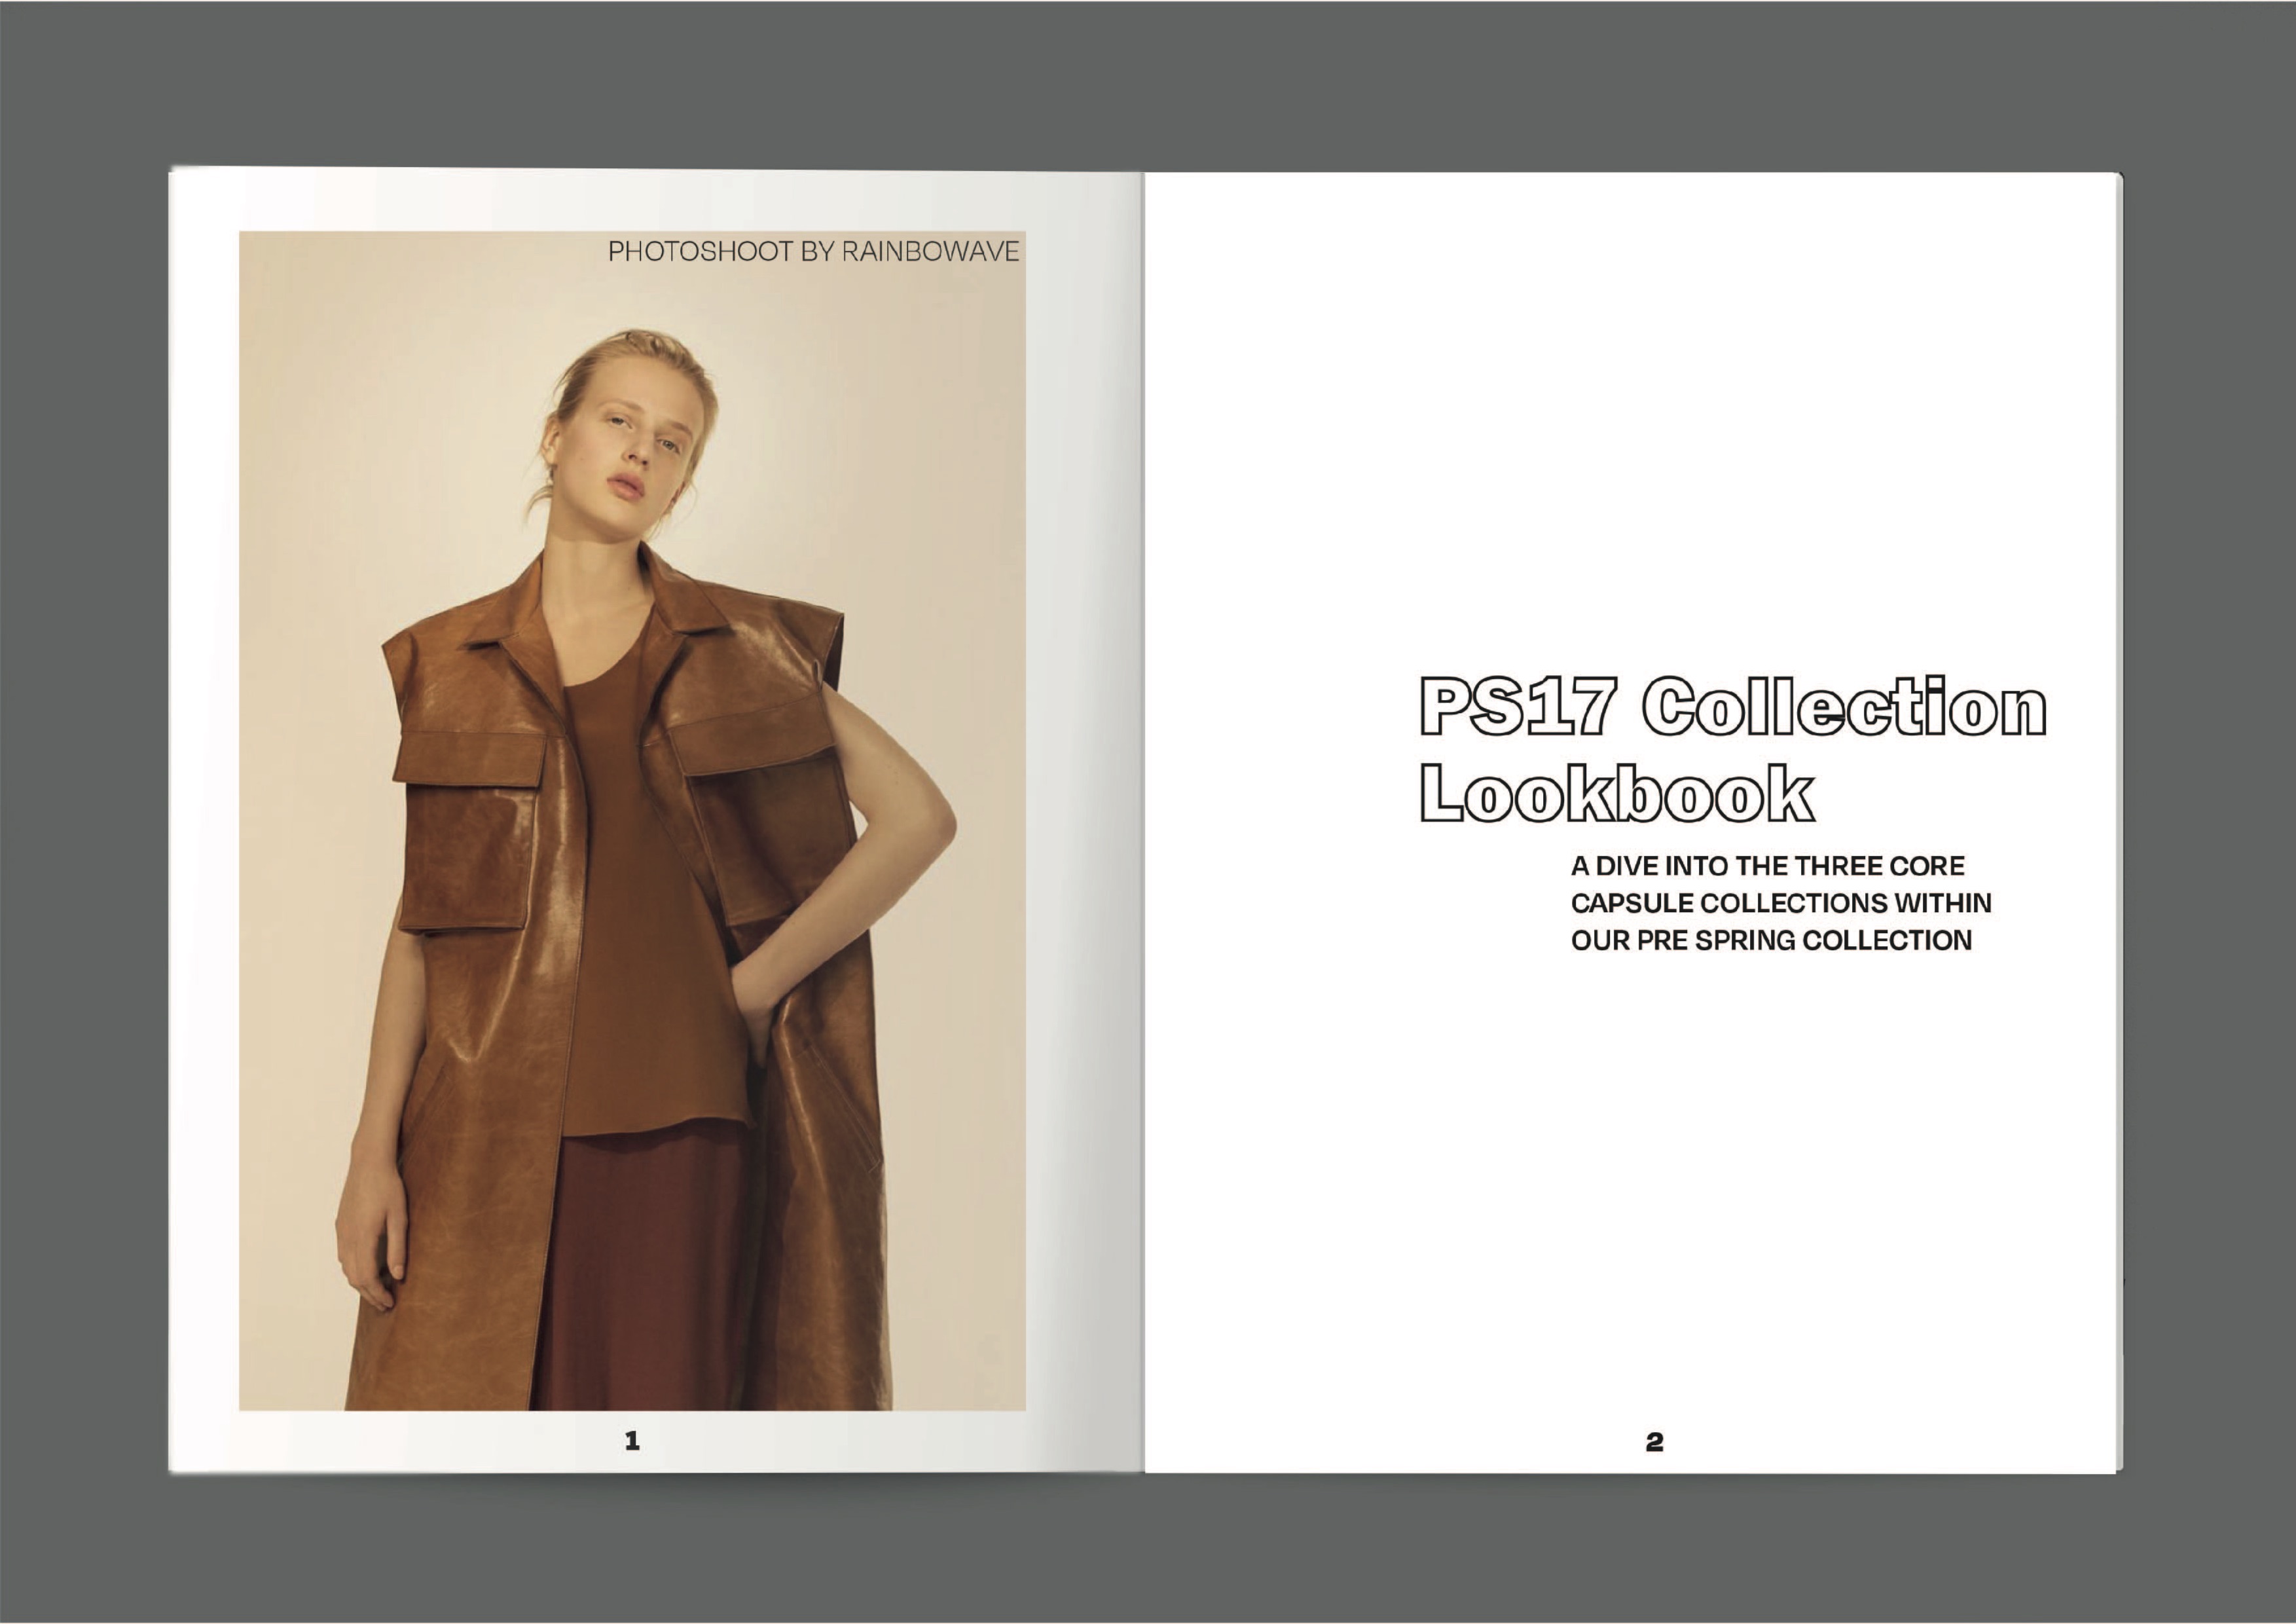 PHOTOSHOOT BY RAINBOWAVE
1
PS17 Collection
Lookbook
A DIVE INTO THE THREE CORE
CAPSULE COLLECTIONS WITHIN
OUR PRE SPRING COLLECTION
2